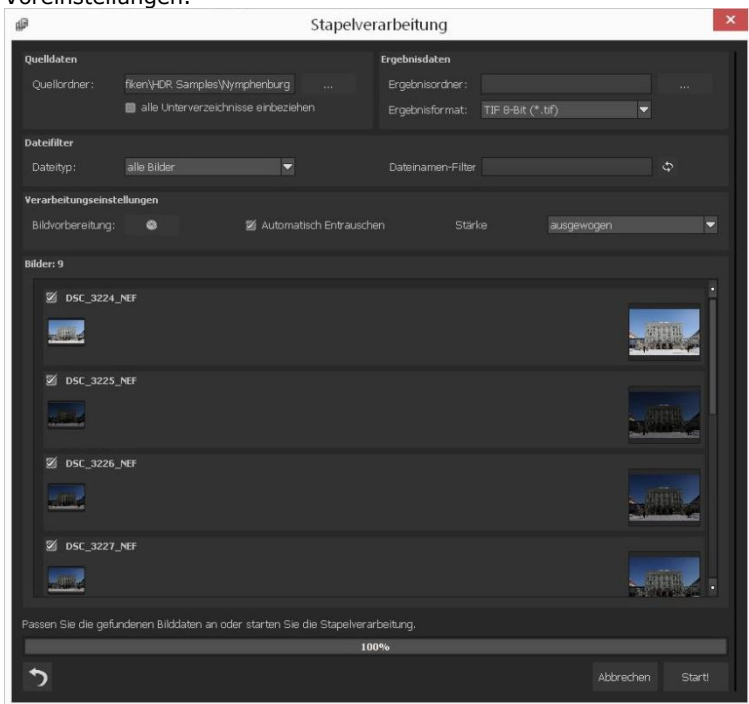 Voreinstellungen.
Stapelverarbeitung
Quelldaten
Quellordner: fiken\HDR Samples\Nymphenburg ...
alle Unterverzeichnisse einbeziehen
Ergebnisdaten
Ergebnisordner: ...
Ergebnisformat: TIF 8-Bit (*.tif)
Dateifilter
Dateityp: alle Bilder Dateinamen-Filter
Verarbeitungseinstellungen
Bildvorbereitung: Automatisch Entrauschen Stärke ausgewogen
Bilder: 9
DSC_3224_NEF
DSC_3225_NEF
DSC_3226_NEF
DSC_3227_NEF
Passen Sie die gefundenen Bilddaten an oder starten Sie die Stapelverarbeitung.
100%
Abbrechen Start!